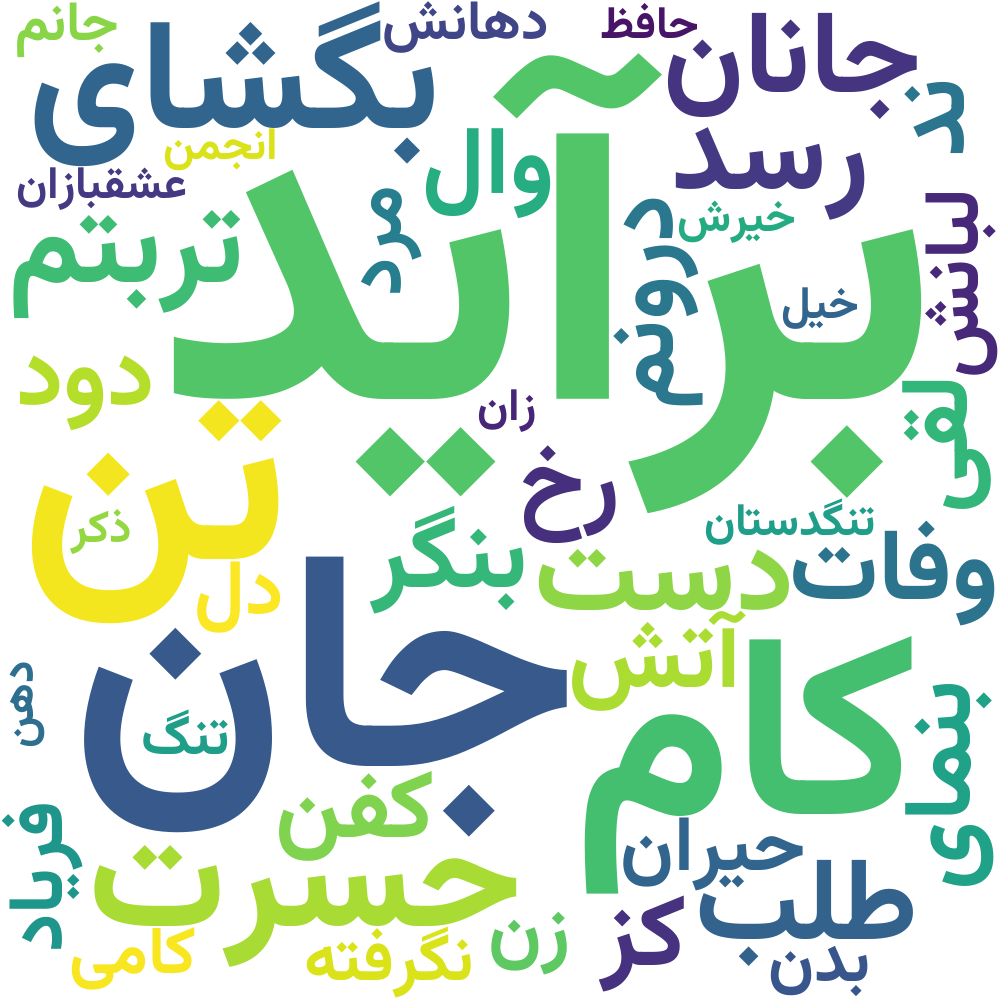 جانم
دهانش
حافظ
بگشای
جانان
ند
انجمن
وال
رسد
عشقبازان
مرد
تربتم
برآید
درونم
خیرش
لبانش
خیل
دود
زان
لقی
تن
رخ
ذکر
بنگر
تنگدستان
دل
دست
وفات
جان
آتش
کام
دهن
تنگ
بنمای
کفن
فریاد
حسرت
حیران
طلب
کامی
نگرفته
زن
کز
بدن